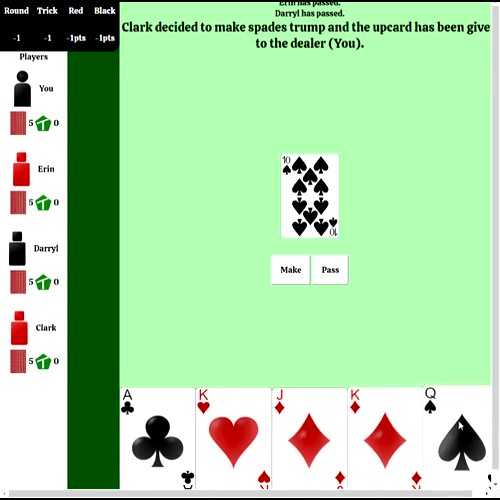 Round Trick Red Black
-1 -1 -1pts -1pts
Players
You
5 T 0
Erin
5 T 0
Darryl
5 T 0
Clark
5 T 0
Erin has passed.
Darryl has passed.
Clark decided to make spades trump and the upcard has been give
to the dealer (You).
10
10
Make Pass
A K J K Q